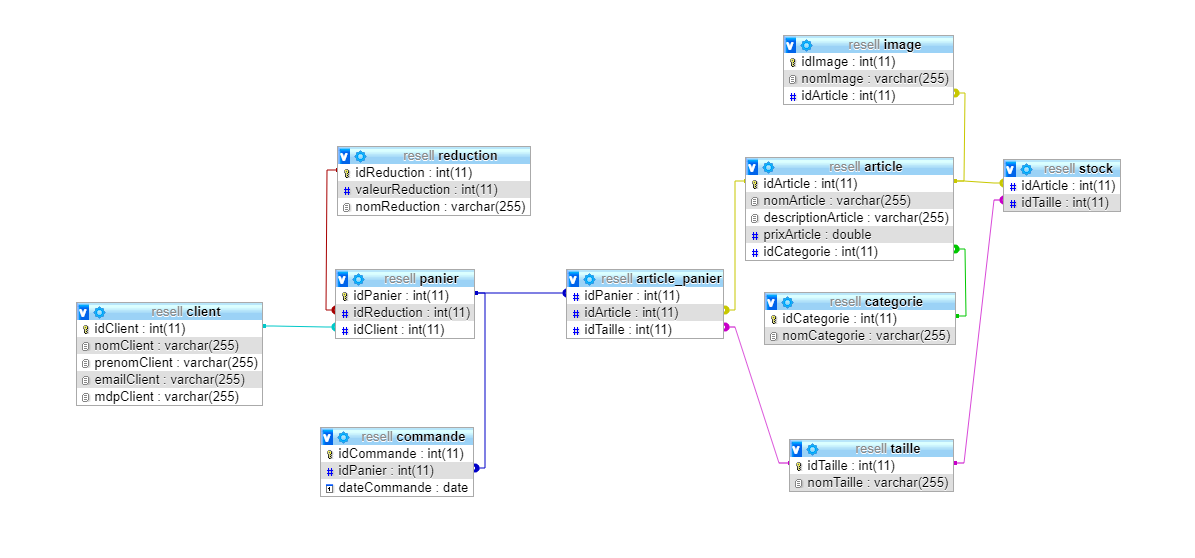 resell image
idImage : int(11)
nomImage : varchar(255)
idArticle : int(11)
resell reduction
idReduction : int(11)
valeurReduction : int(11)
nomReduction : varchar(255)
resell article
idArticle : int(11)
nomArticle : varchar(255)
descriptionArticle : varchar(255)
prixArticle : double
idCategorie : int(11)
resell stock
idArticle : int(11)
idTaille : int(11)
resell panier
idPanier : int(11)
idReduction : int(11)
idClient : int(11)
resell article_panier
idPanier : int(11)
idArticle : int(11)
idTaille : int(11)
resell categorie
idCategorie : int(11)
nomCategorie : varchar(255)
resell client
idClient : int(11)
nomClient : varchar(255)
prenomClient : varchar(255)
emailClient : varchar(255)
mdpClient : varchar(255)
resell commande
idCommande : int(11)
idPanier : int(11)
dateCommande : date
resell taille
idTaille : int(11)
nomTaille : varchar(255)